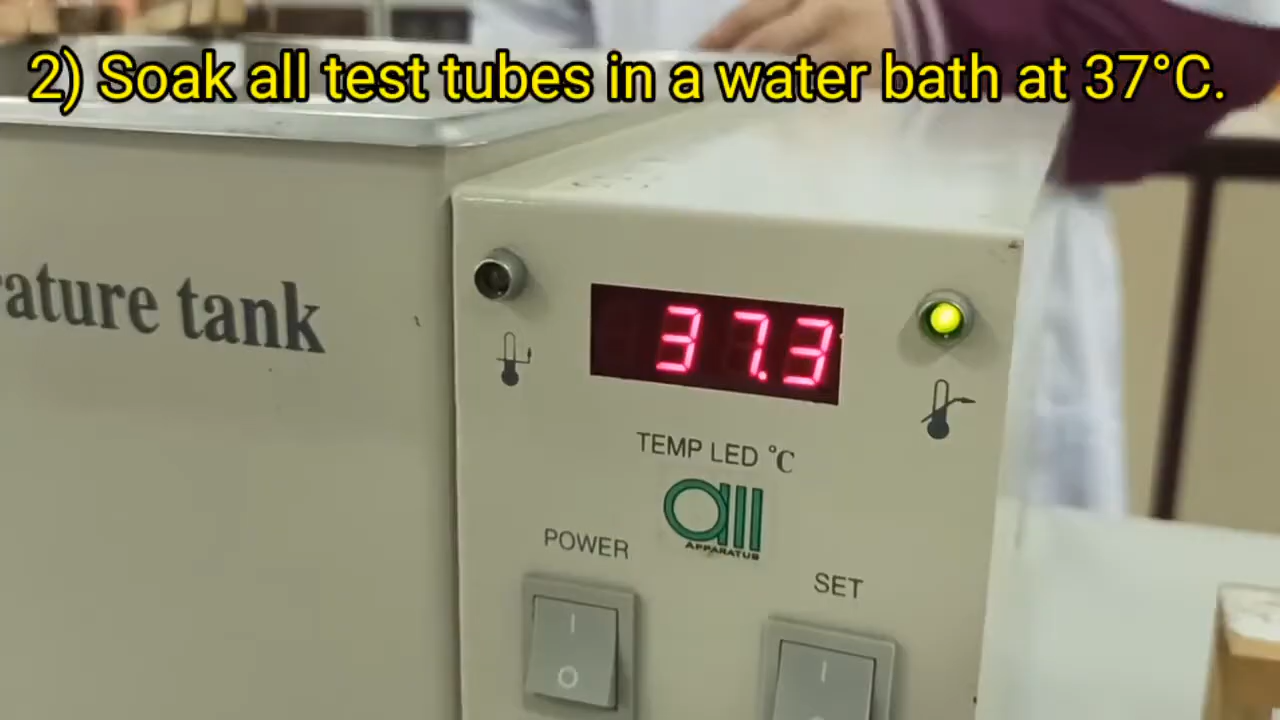 2) Soak all test tubes in a water bath at 37°C.
rature tank
37.3
TEMP LED °C
all
APPARATUS
POWER
SET